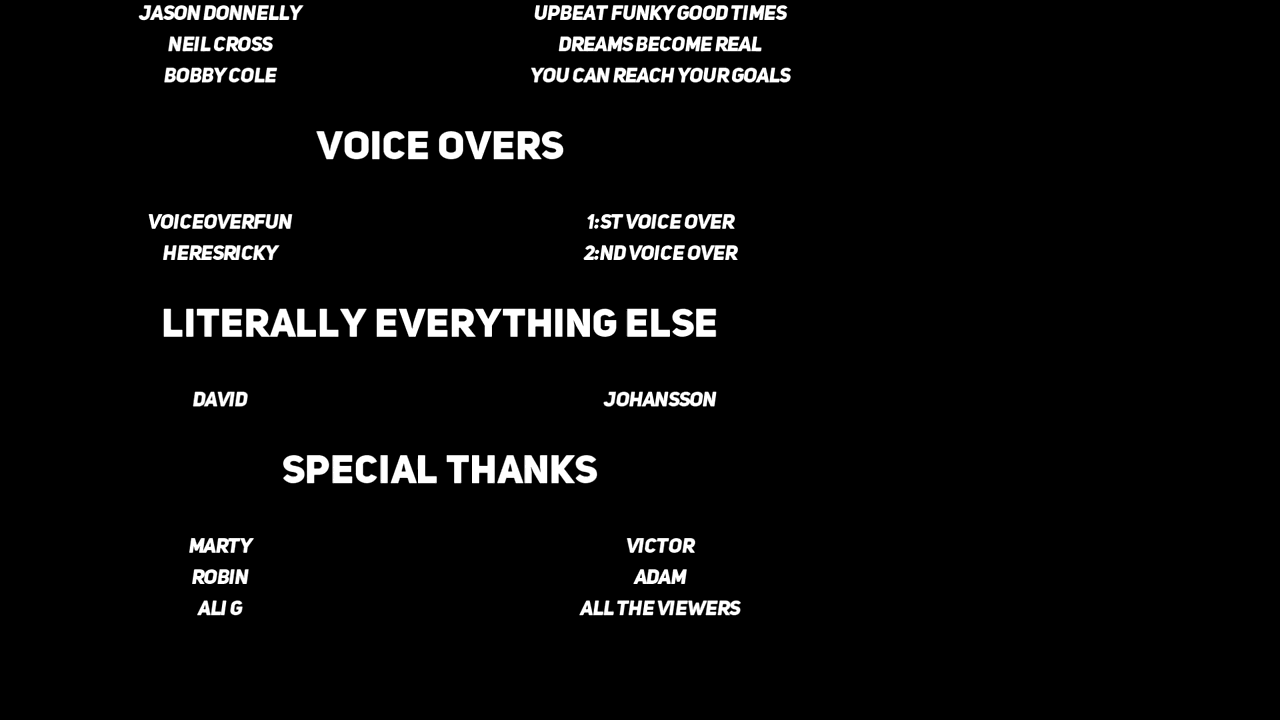 JASON DONNELLY UPBEAT FUNKY GOOD TIMES
NEIL CROSS DREAMS BECOME REAL
BOBBY COLE YOU CAN REACH YOUR GOALS
VOICE OVERS
VOICEOVERFUN 1:ST VOICE OVER
HERESRICKY 2:ND VOICE OVER
LITERALLY EVERYTHING ELSE
DAVID JOHANSSON
SPECIAL THANKS
MARTY VICTOR
ROBIN ADAM
ALI G ALL THE VIEWERS